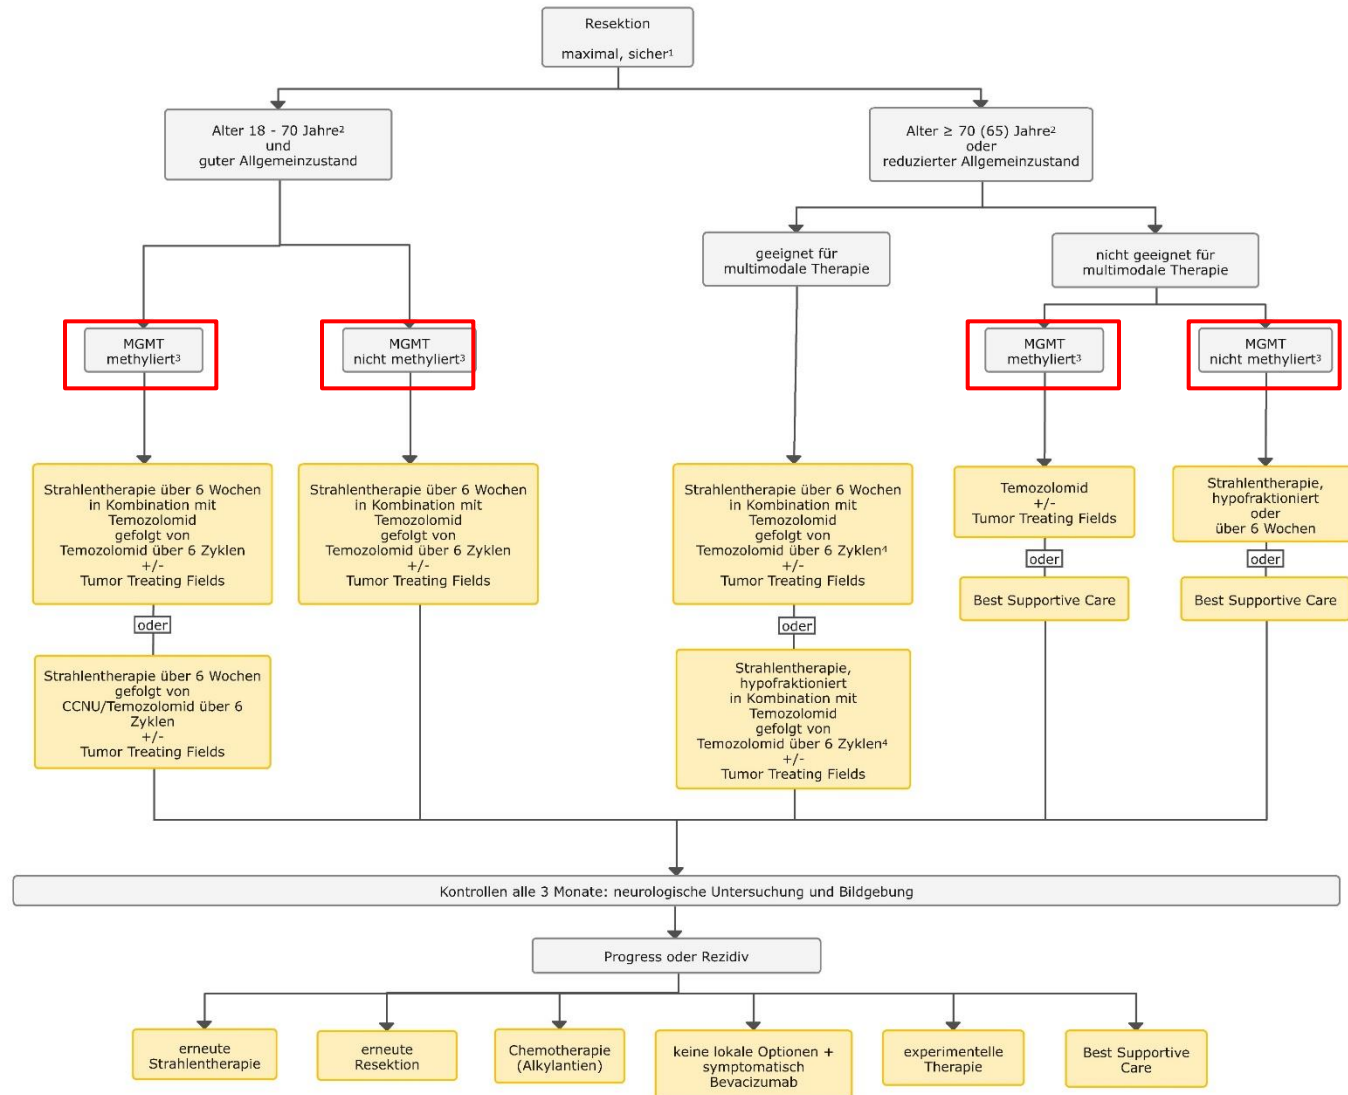 Resektion
maximal, sicher¹
Alter 18 - 70 Jahre²
und
guter Allgemeinzustand
Alter ≥ 70 (65) Jahre²
oder
reduzierter Allgemeinzustand
geeignet für
multimodale Therapie
nicht geeignet für
multimodale Therapie
MGMT
methyliert³
MGMT
nicht methyliert³
MGMT
methyliert³
MGMT
nicht methyliert³
Strahlentherapie über 6 Wochen
in Kombination mit
Temozolomid
gefolgt von
Temozolomid über 6 Zyklen
+/-
Tumor Treating Fields
oder
Strahlentherapie über 6 Wochen
gefolgt von
CCNU/Temozolomid über 6
Zyklen
+/-
Tumor Treating Fields
Strahlentherapie über 6 Wochen
in Kombination mit
Temozolomid
gefolgt von
Temozolomid über 6 Zyklen
+/-
Tumor Treating Fields
Strahlentherapie über 6 Wochen
in Kombination mit
Temozolomid
gefolgt von
Temozolomid über 6 Zyklen⁴
+/-
Tumor Treating Fields
oder
Strahlentherapie,
hypofraktioniert
in Kombination mit
Temozolomid
gefolgt von
Temozolomid über 6 Zyklen⁴
+/-
Tumor Treating Fields
Temozolomid
+/-
Tumor Treating Fields
oder
Best Supportive Care
Strahlentherapie,
hypofraktioniert
oder
über 6 Wochen
oder
Best Supportive Care
Kontrollen alle 3 Monate: neurologische Untersuchung und Bildgebung
Progress oder Rezidiv
erneute
Strahlentherapie
erneute
Resektion
Chemotherapie
(Alkylantien)
keine lokale Optionen +
symptomatisch
Bevacizumab
experimentelle
Therapie
Best Supportive
Care